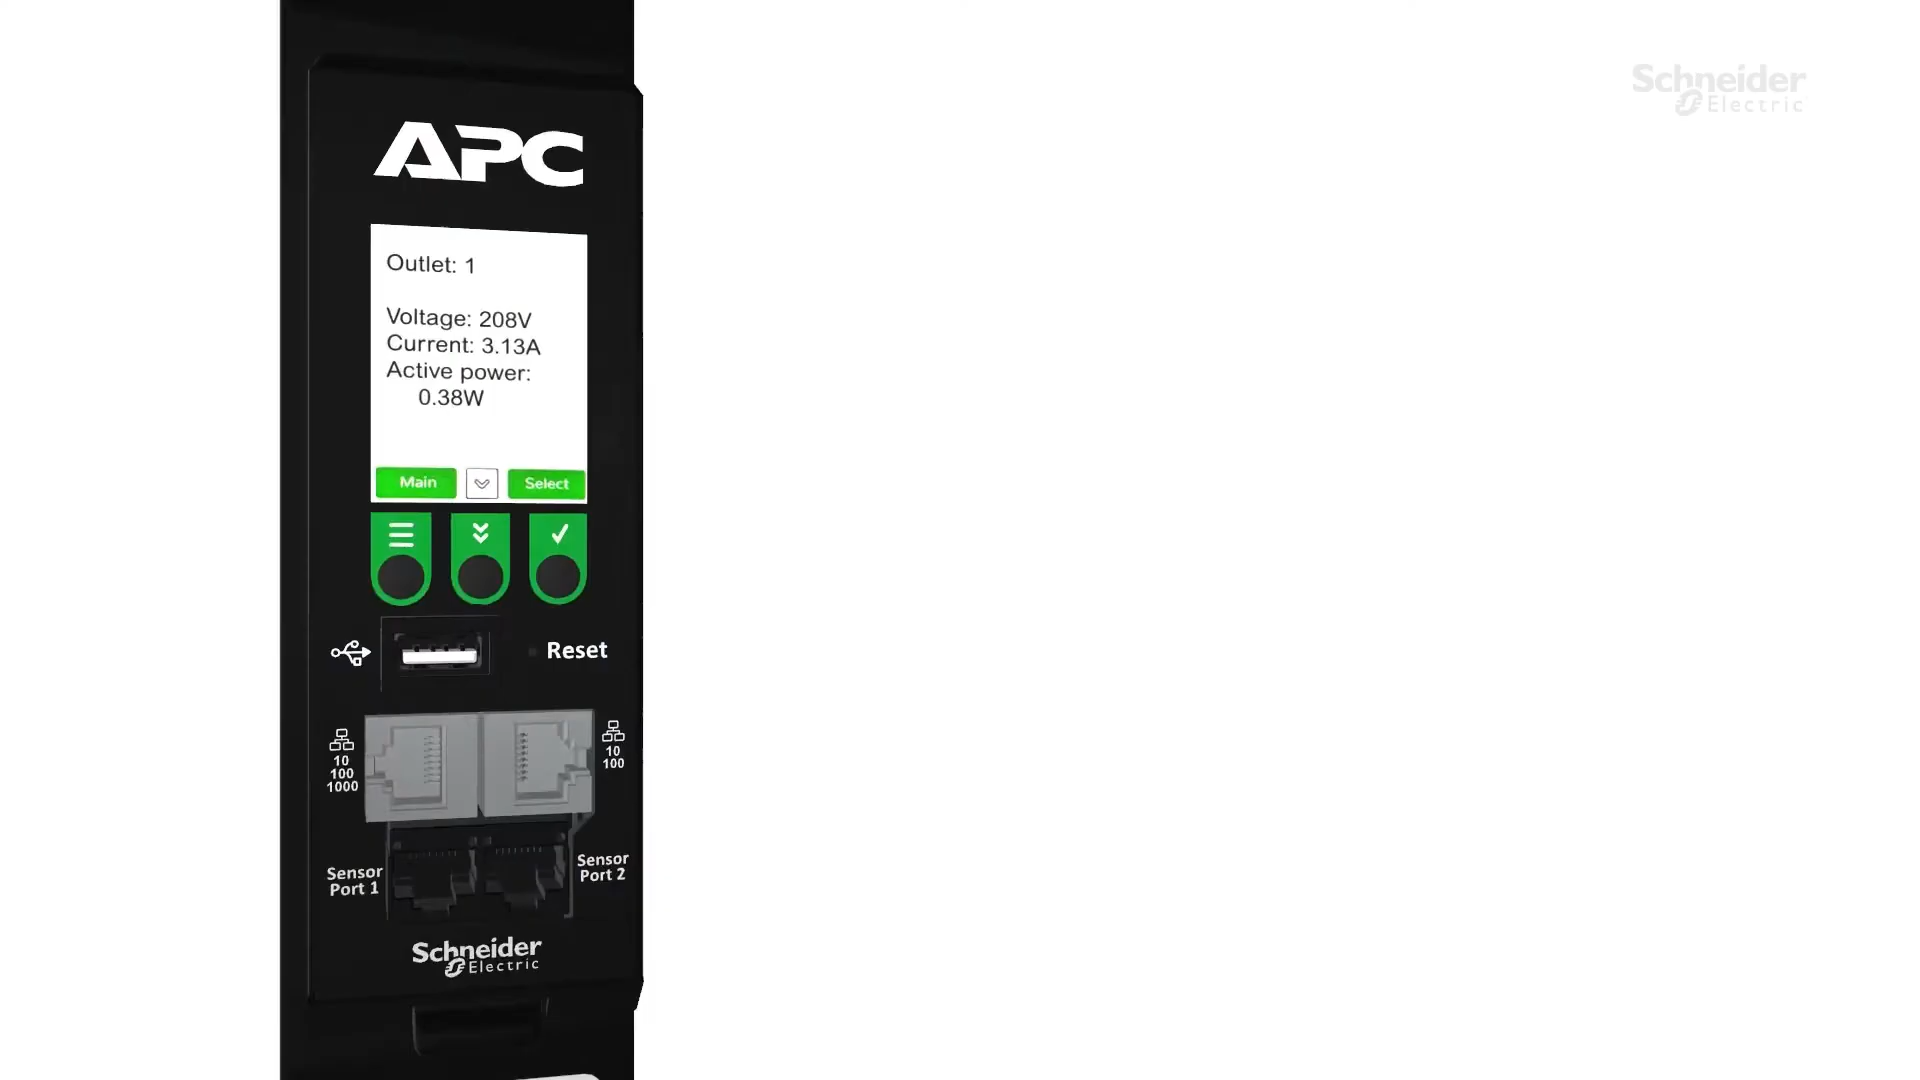 Schneider
Electric
APC
Outlet: 1
Voltage: 208V
Current: 3.13A
Active power:
0.38W
Main
Select
Reset
10
100
1000
10
100
Sensor
Port 1
Sensor
Port 2
Schneider
Electric